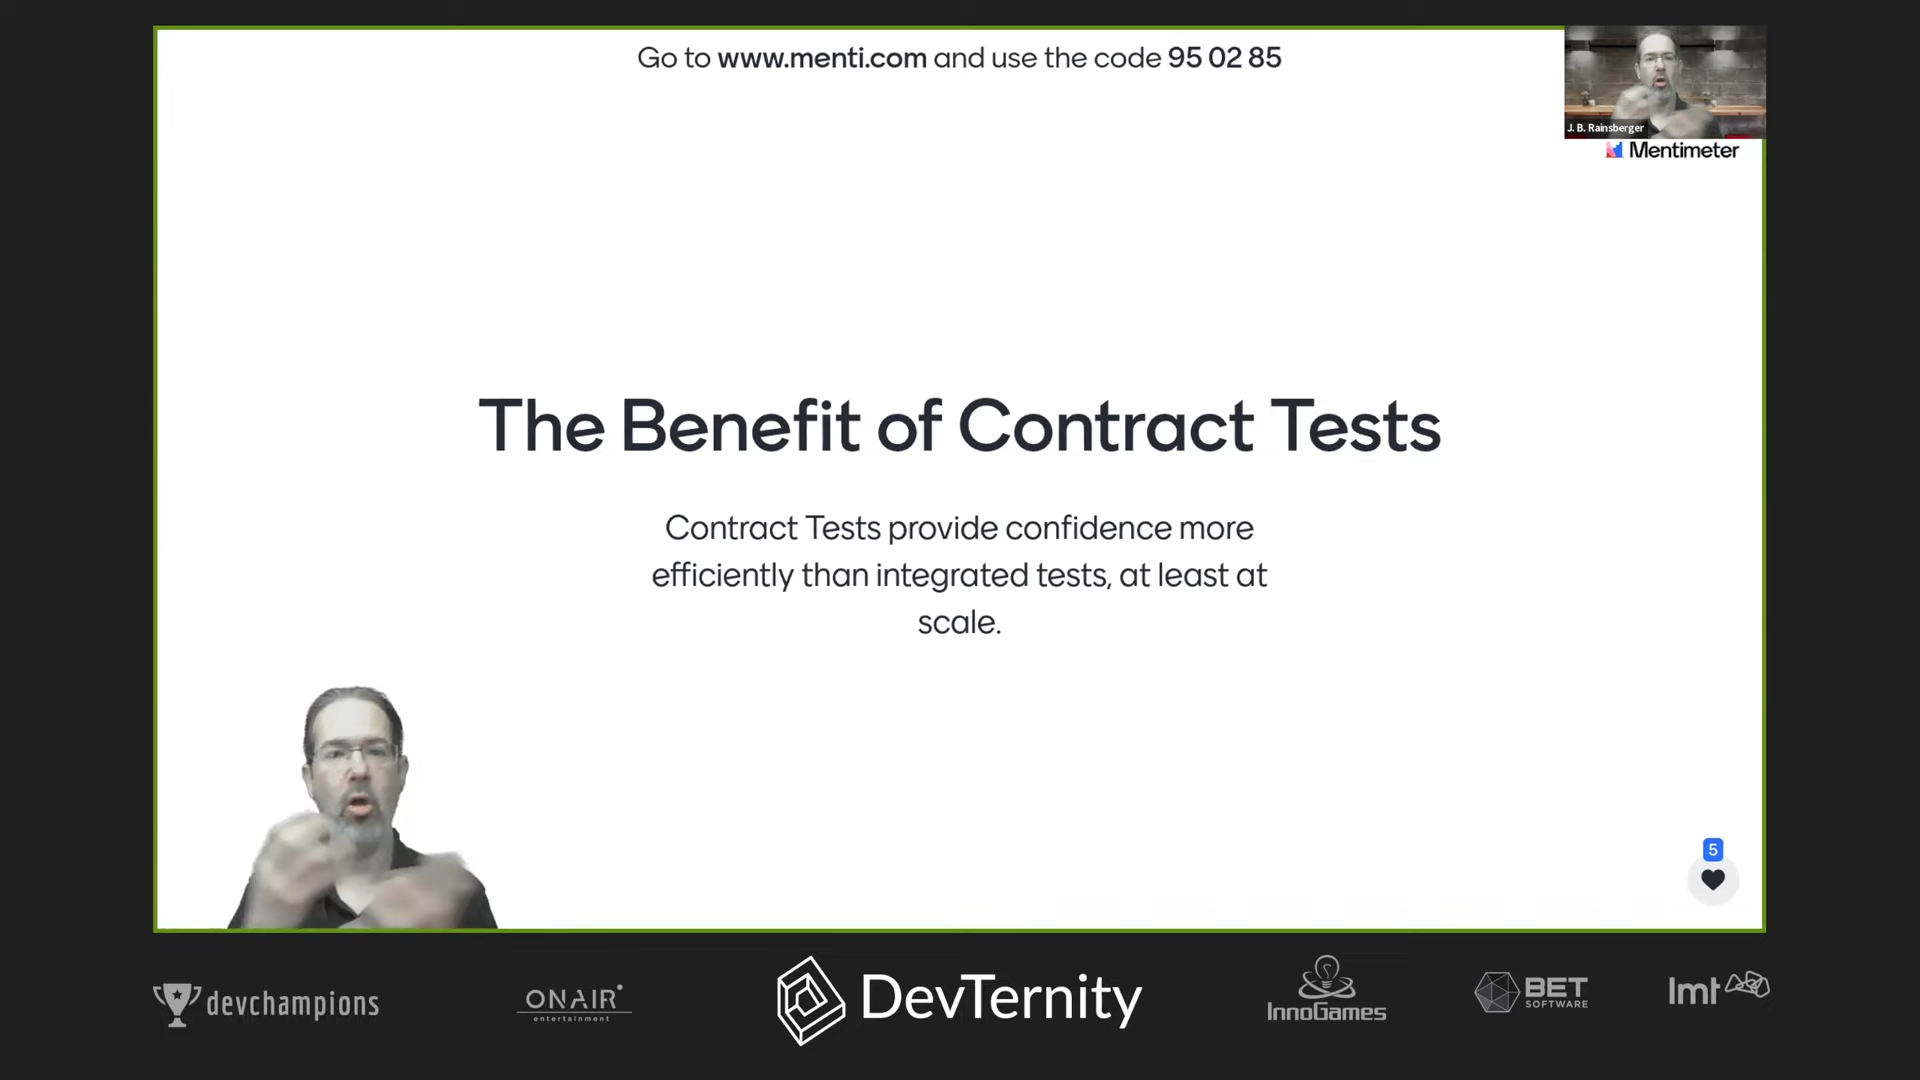 Go to www.menti.com and use the code 95 02 85
J. B. Rainsberger
Mentimeter
The Benefit of Contract Tests
Contract Tests provide confidence more
efficiently than integrated tests, at least at
scale.
5
devchampions
ONAIR
entertainment
DevTernity
InnoGames
BET
SOFTWARE
lmt